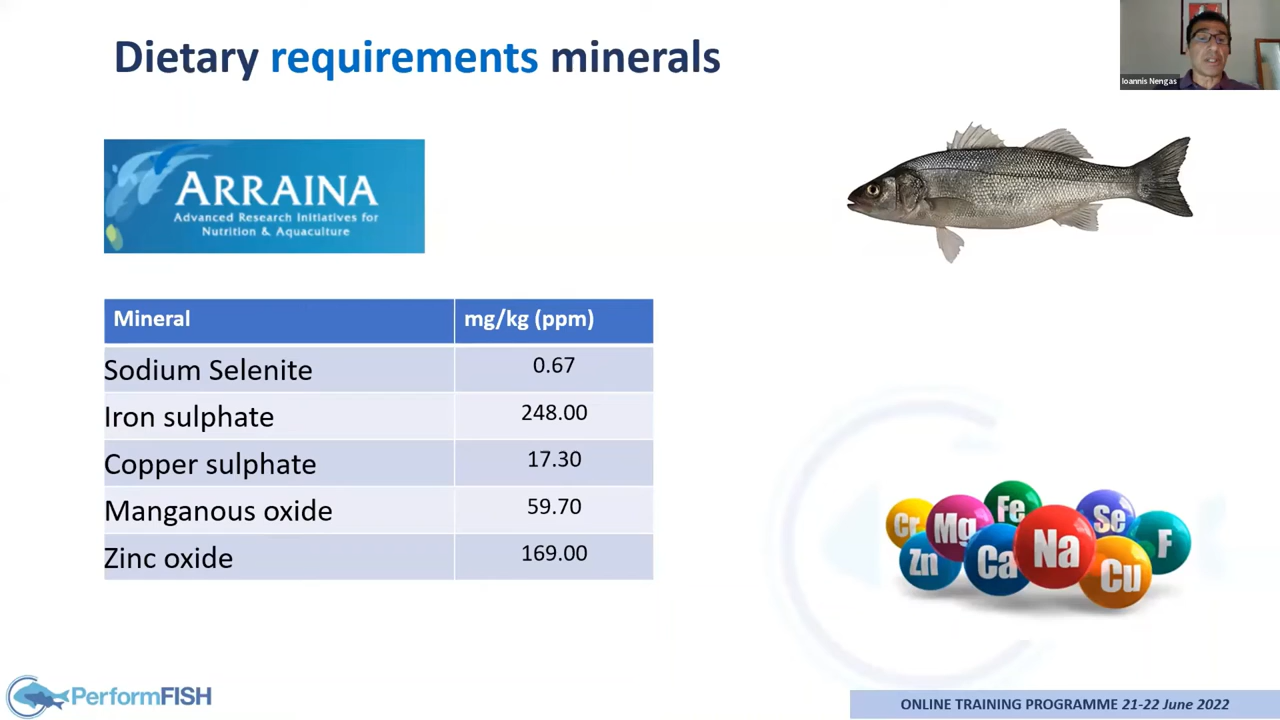 Dietary requirements minerals
Ioannis Nengas
ARRAINA
Advanced Research Initiatives for
Nutrition & Aquaculture
Mineral mg/kg (ppm)
Sodium Selenite 0.67
Iron sulphate 248.00
Copper sulphate 17.30
Manganous oxide 59.70
Zinc oxide 169.00
Cr Mg Fe Se F
Zn Ca Na Cu
PerformFISH
ONLINE TRAINING PROGRAMME 21-22 June 2022